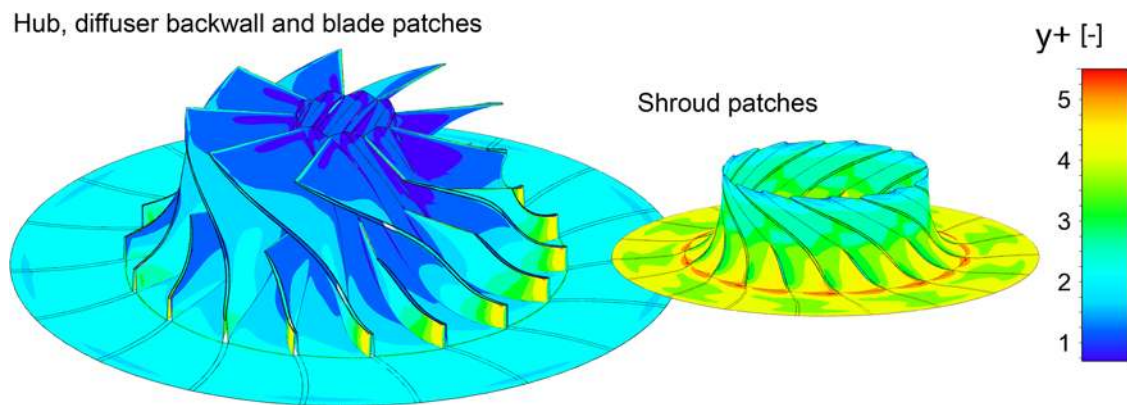 Hub, diffuser backwall and blade patches
y+ [-]
Shroud patches
5
4
3
2
1